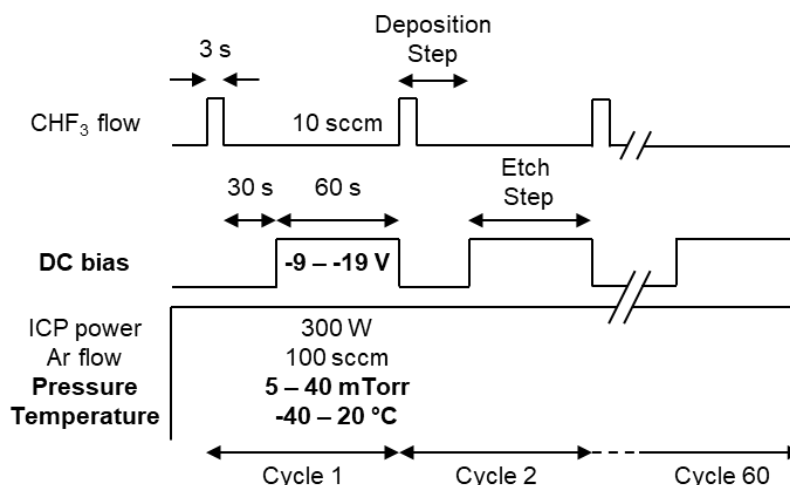 Deposition
Step
3 s
CHF₃ flow
10 sccm
30 s
60 s
Etch
Step
DC bias
-9 – -19 V
ICP power
300 W
Ar flow
100 sccm
Pressure
5 – 40 mTorr
Temperature
-40 – 20 °C
Cycle 1
Cycle 2
Cycle 60